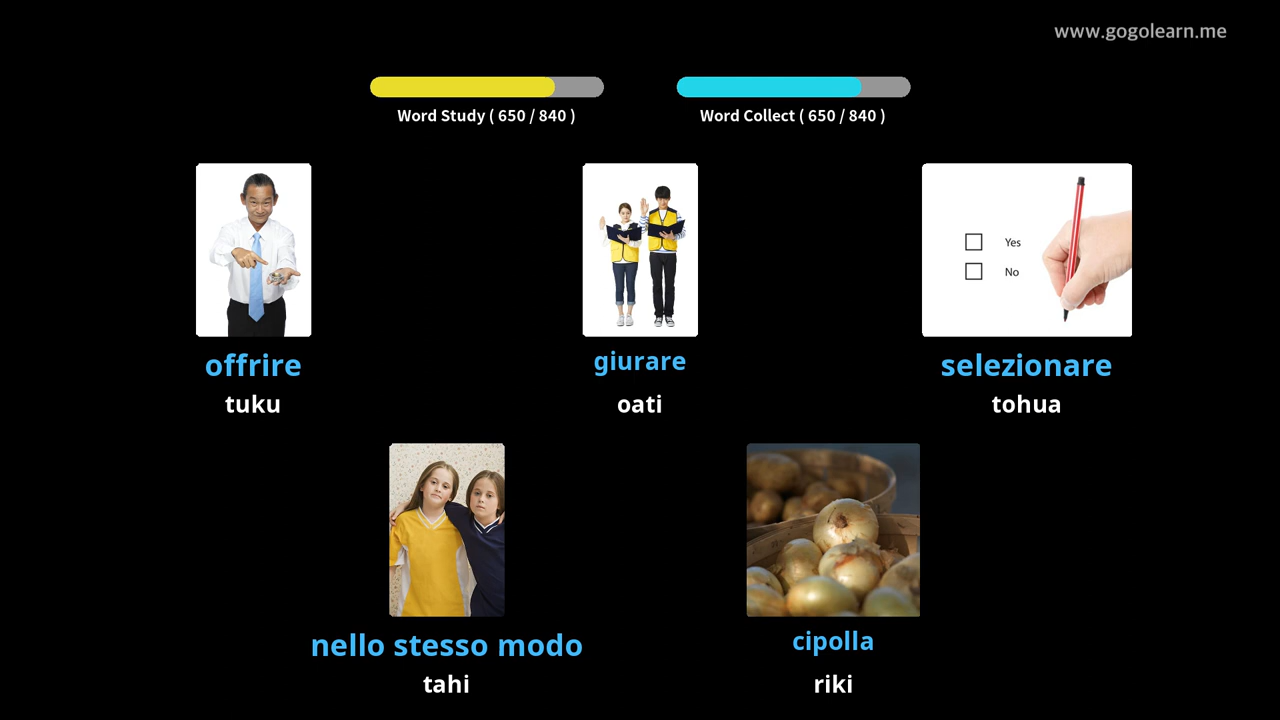 www.gogolearn.me
Word Study ( 650 / 840 )
Word Collect ( 650 / 840 )
Yes
No
offrire
tuku
giurare
oati
selezionare
tohua
nello stesso modo
tahi
cipolla
riki